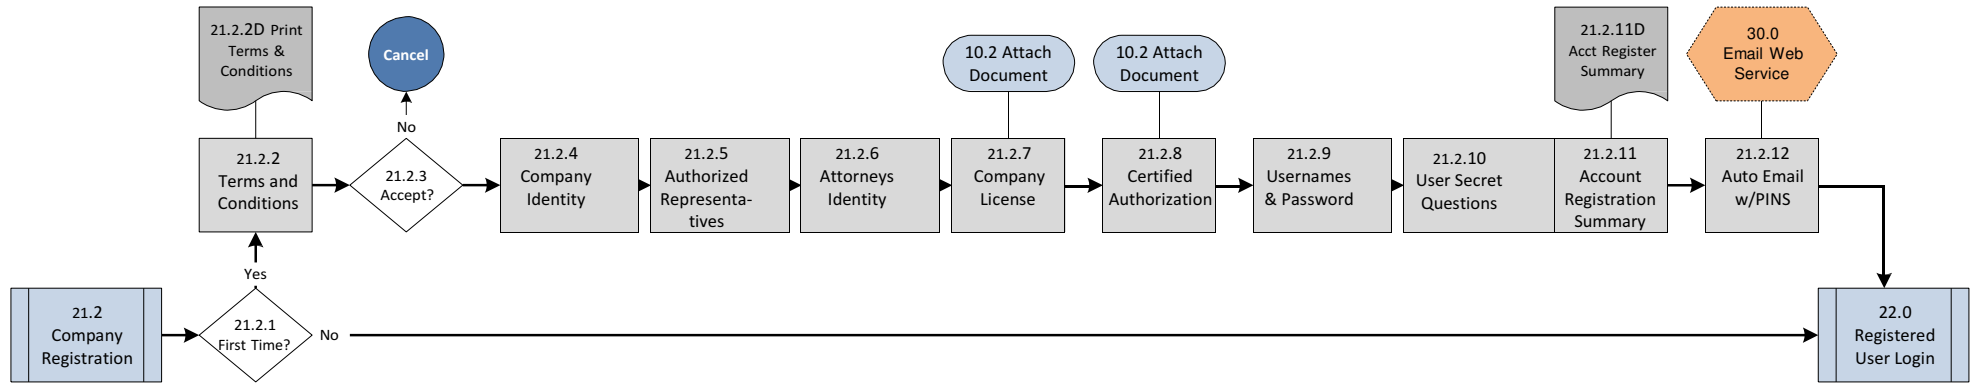 21.2.2D Print
Terms &
Conditions
Cancel
10.2 Attach
Document
10.2 Attach
Document
21.2.11D
Acct Register
Summary
30.0
Email Web
Service
No
21.2.2
Terms and
Conditions
21.2.3
Accept?
21.2.4
Company
Identity
21.2.5
Authorized
Representa-
tives
21.2.6
Attorneys
Identity
21.2.7
Company
License
21.2.8
Certified
Authorization
21.2.9
Usernames
& Password
21.2.10
User Secret
Questions
21.2.11
Account
Registration
Summary
21.2.12
Auto Email
w/PINS
Yes
21.2
Company
Registration
21.2.1
First Time?
No
22.0
Registered
User Login